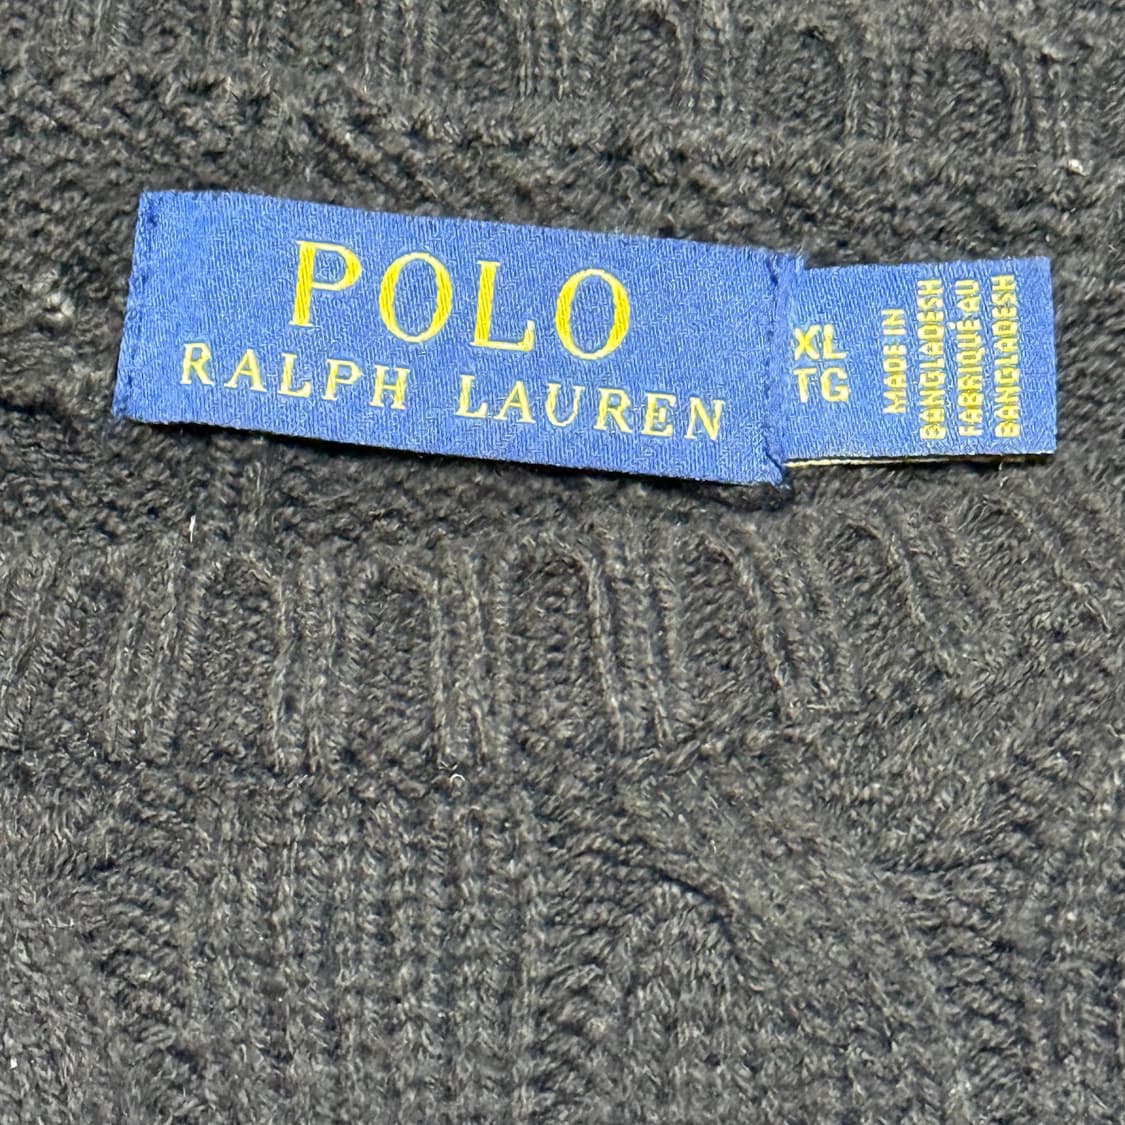 POLO
RALPH LAUREN
XL
TG
MADE IN
BANGLADESH
FABRIQUÉ AU
BANGLADESH